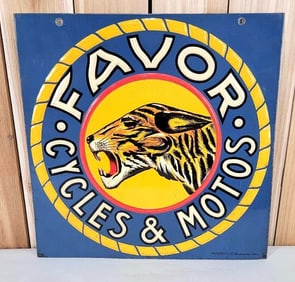 · FAVOR ·
CYCLES & MOTOS